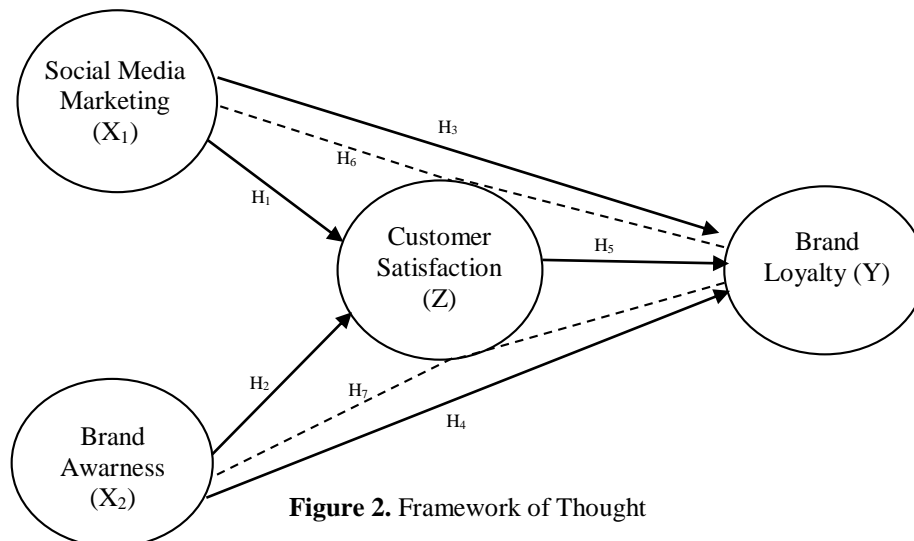 Social Media
Marketing
(X₁)
H₃
H₆
H₁
Customer
Satisfaction
(Z)
H₅
Brand
Loyalty (Y)
H₂
H₇
H₄
Brand
Awarness
(X₂)
Figure 2. Framework of Thought